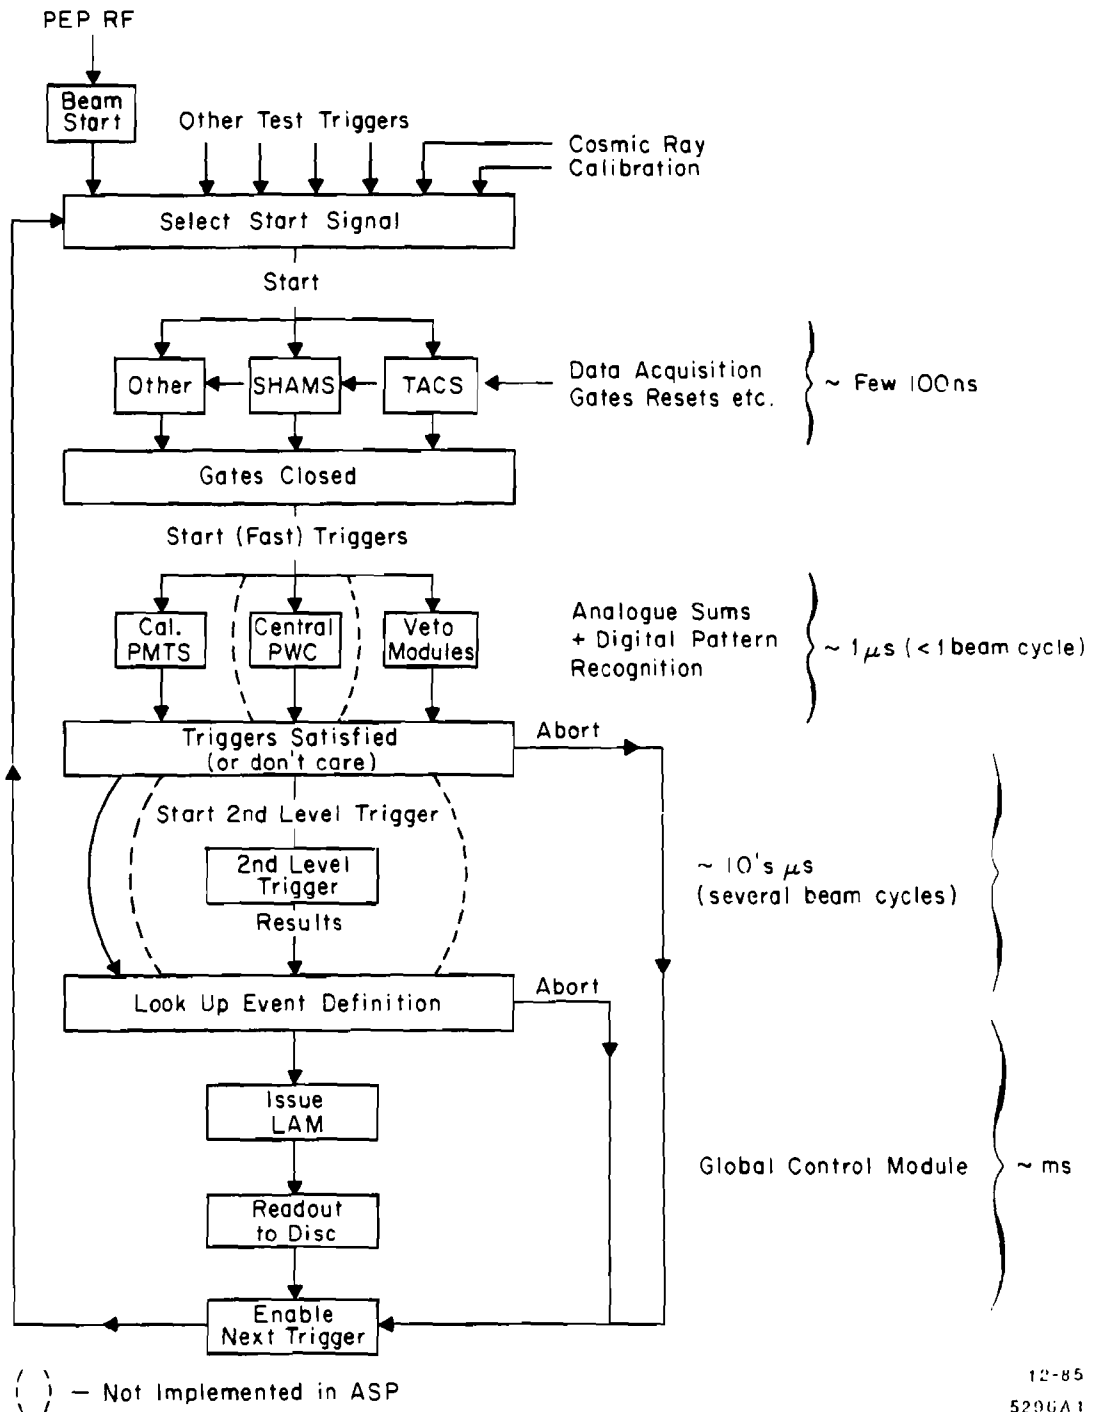 PEP RF
Beam
Start
Other Test Triggers
Cosmic Ray
Calibration
Select Start Signal
Start
Other
SHAMS
TACS
Data Acquisition
Gates Resets etc.
~ Few 100ns
Gates Closed
Start (Fast) Triggers
Cal.
PMTS
Central
PWC
Veto
Modules
Analogue Sums
+ Digital Pattern
Recognition
~ 1 μs (<1 beam cycle)
Triggers Satisfied
(or don't care)
Abort
Start 2nd Level Trigger
2nd Level
Trigger
Results
~ 10's μs
(several beam cycles)
Look Up Event Definition
Abort
Issue
LAM
Global Control Module
~ ms
Readout
to Disc
Enable
Next Trigger
( ) — Not Implemented in ASP
12-85
5296A1